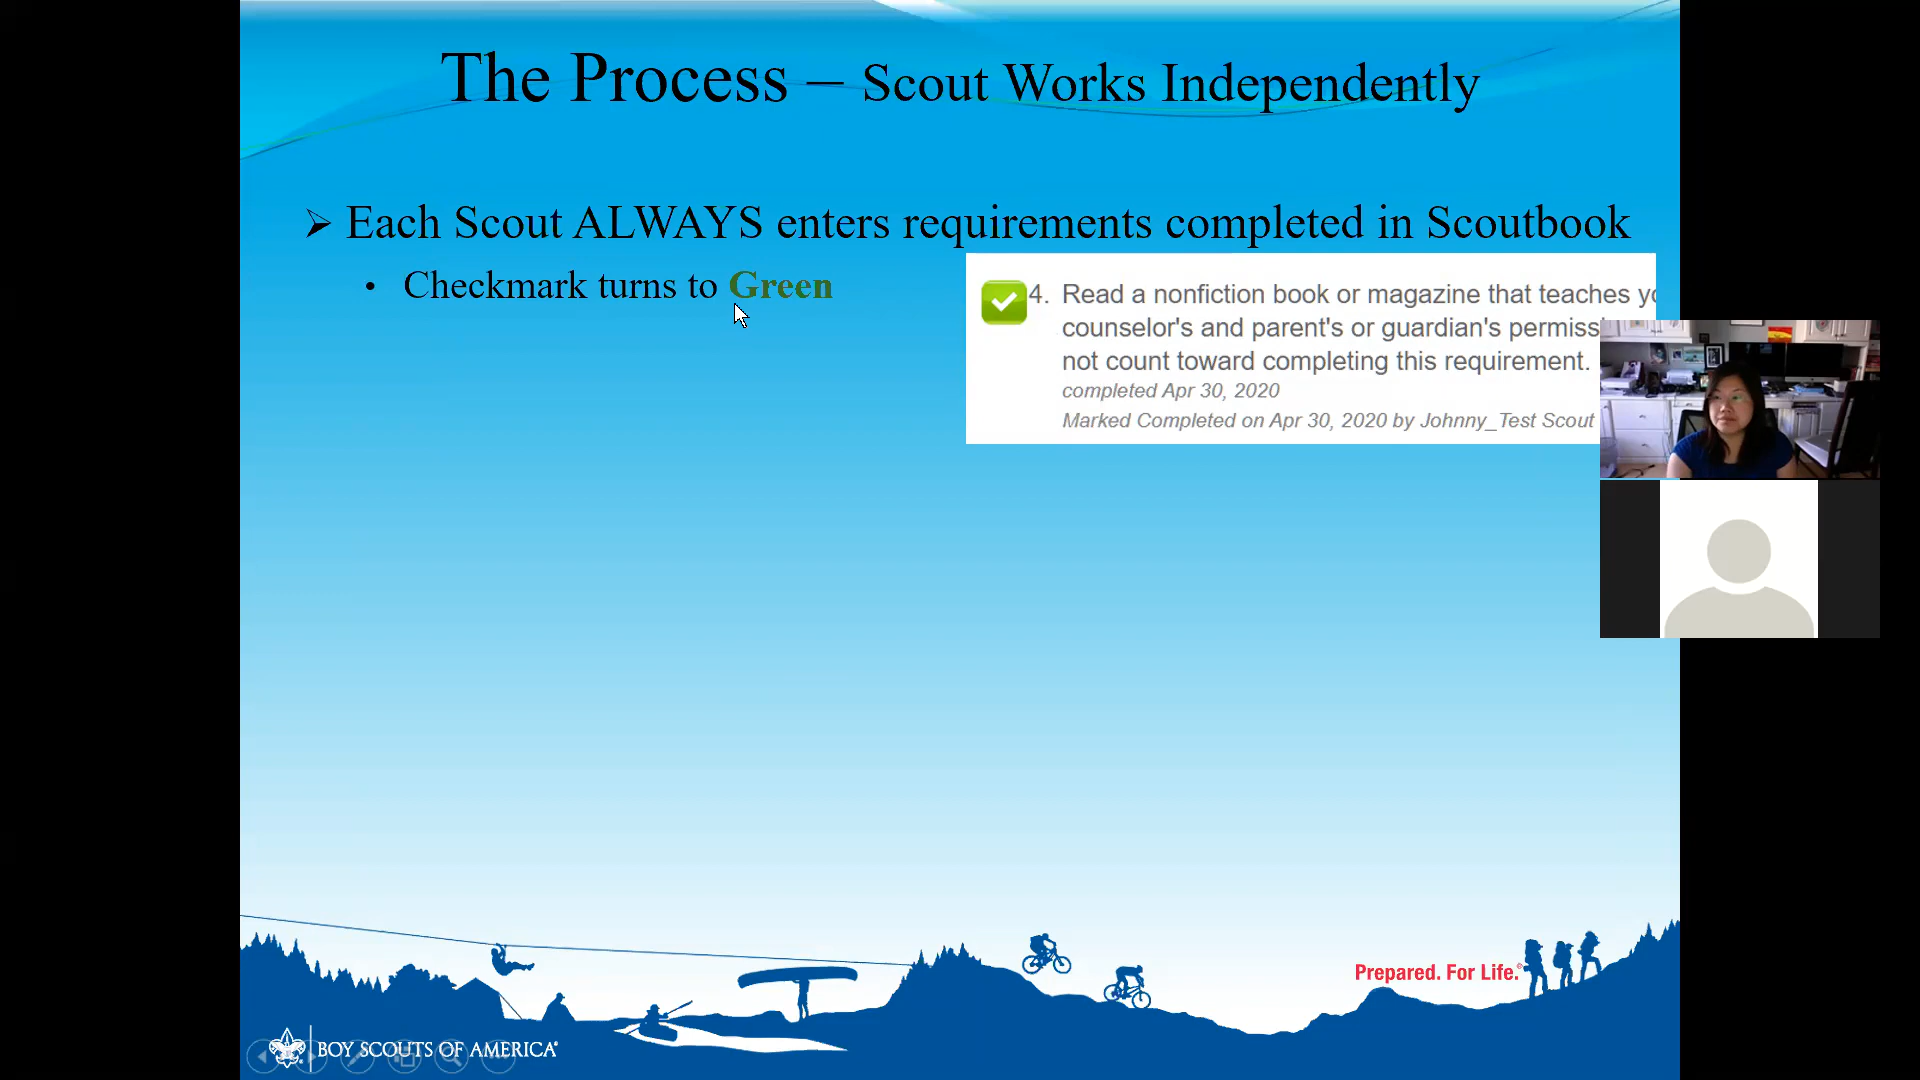 The Process – Scout Works Independently
➢ Each Scout ALWAYS enters requirements completed in Scoutbook
• Checkmark turns to Green
4. Read a nonfiction book or magazine that teaches
counselor's and parent's or guardian's
not count toward completing this requirement.
completed Apr 30, 2020
Marked Completed on Apr 30, 2020 by Johnny_Test Scout
Prepared. For Life.®
BOY SCOUTS OF AMERICA®